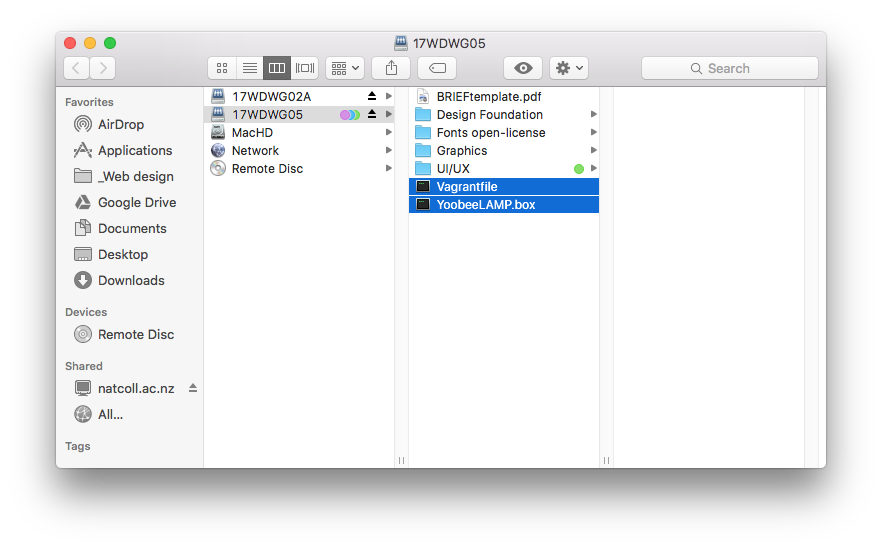 17WDWG05
Search
Favorites
AirDrop
Applications
_Web design
Google Drive
Documents
Desktop
Downloads
Devices
Remote Disc
Shared
natcoll.ac.nz
All...
Tags
17WDWG02A
17WDWG05
MacHD
Network
Remote Disc
BRIEFtemplate.pdf
Design Foundation
Fonts open-license
Graphics
UI/UX
Vagrantfile
YoobeeLAMP.box